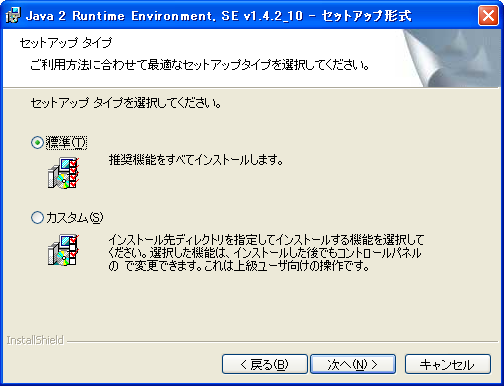 Java 2 Runtime Environment, SE v1.4.2_10 - セットアップ形式
セットアップ タイプ
ご利用方法に合わせて最適なセットアップタイプを選択してください。
セットアップ タイプを選択してください。
標準(T)
推奨機能をすべてインストールします。
カスタム(S)
インストール先ディレクトリを指定してインストールする機能を選択して
ください。選択した機能は、インストールした後でもコントロールパネル
の で変更できます。これは上級ユーザ向けの操作です。
InstallShield
< 戻る(B)
次へ(N) >
キャンセル